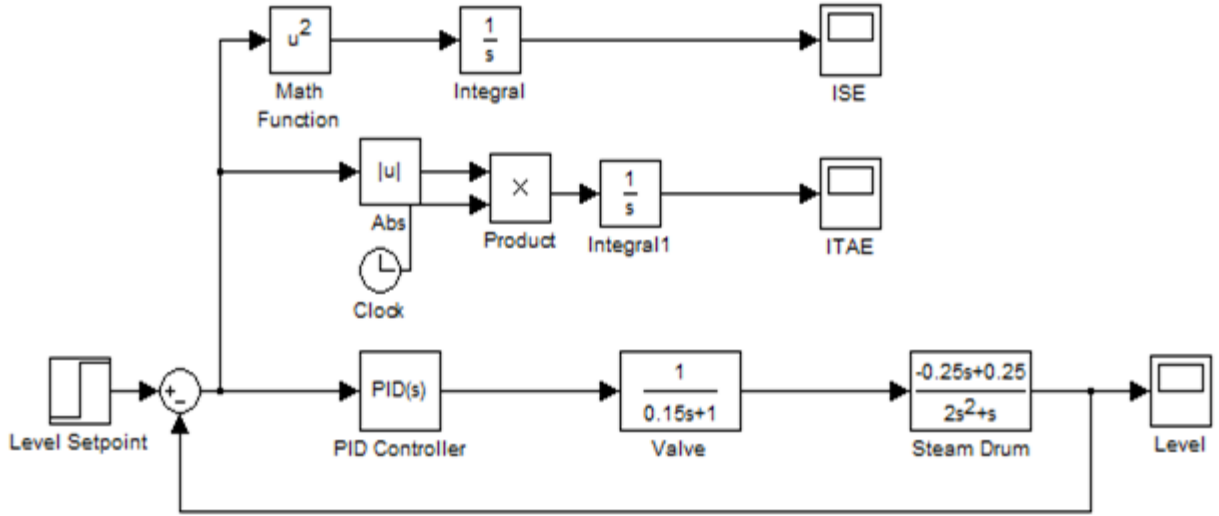 u²
Math
Function
1
s
Integral
ISE
|u|
Abs
×
Product
1
s
Integral1
ITAE
Clock
Level Setpoint
+
−
PID(s)
PID Controller
1
0.15s+1
Valve
-0.25s+0.25
2s²+s
Steam Drum
Level